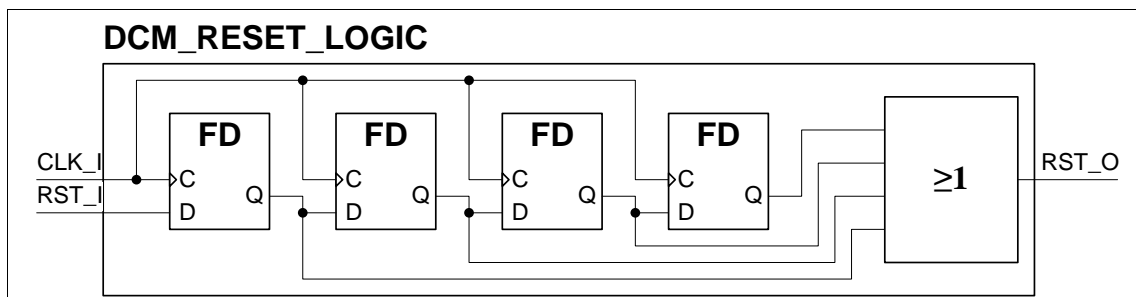 DCM_RESET_LOGIC
FD FD FD FD
CLK_I
RST_I
C C C C
D D D D
Q Q Q Q
≥1
RST_O